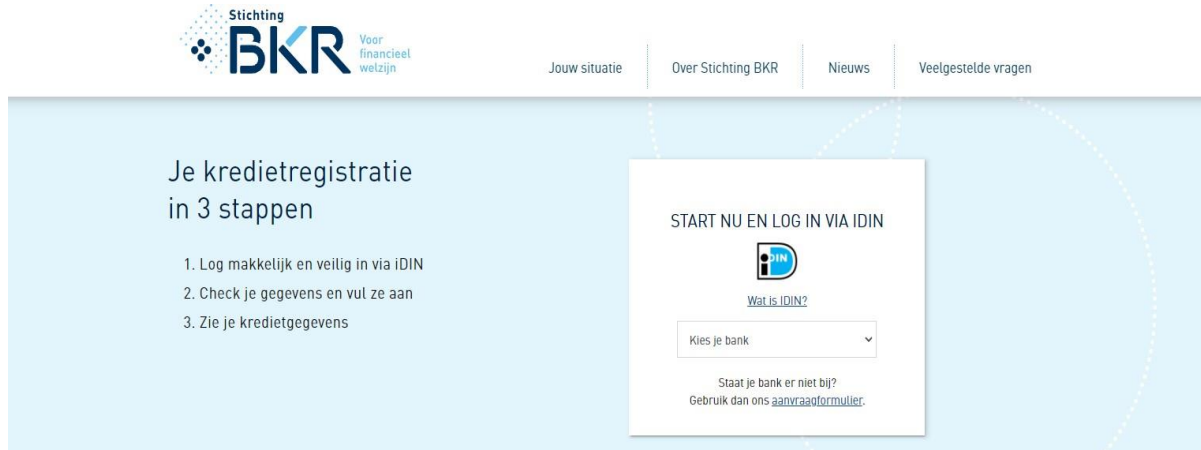 Stichting
BKR
Voor
financieel
welzijn
Jouw situatie
Over Stichting BKR
Nieuws
Veelgestelde vragen
Je kredietregistratie
in 3 stappen
1. Log makkelijk en veilig in via iDIN
2. Check je gegevens en vul ze aan
3. Zie je kredietgegevens
START NU EN LOG IN VIA IDIN
iDIN
Wat is IDIN?
Kies je bank
Staat je bank er niet bij?
Gebruik dan ons aanvraagformulier.